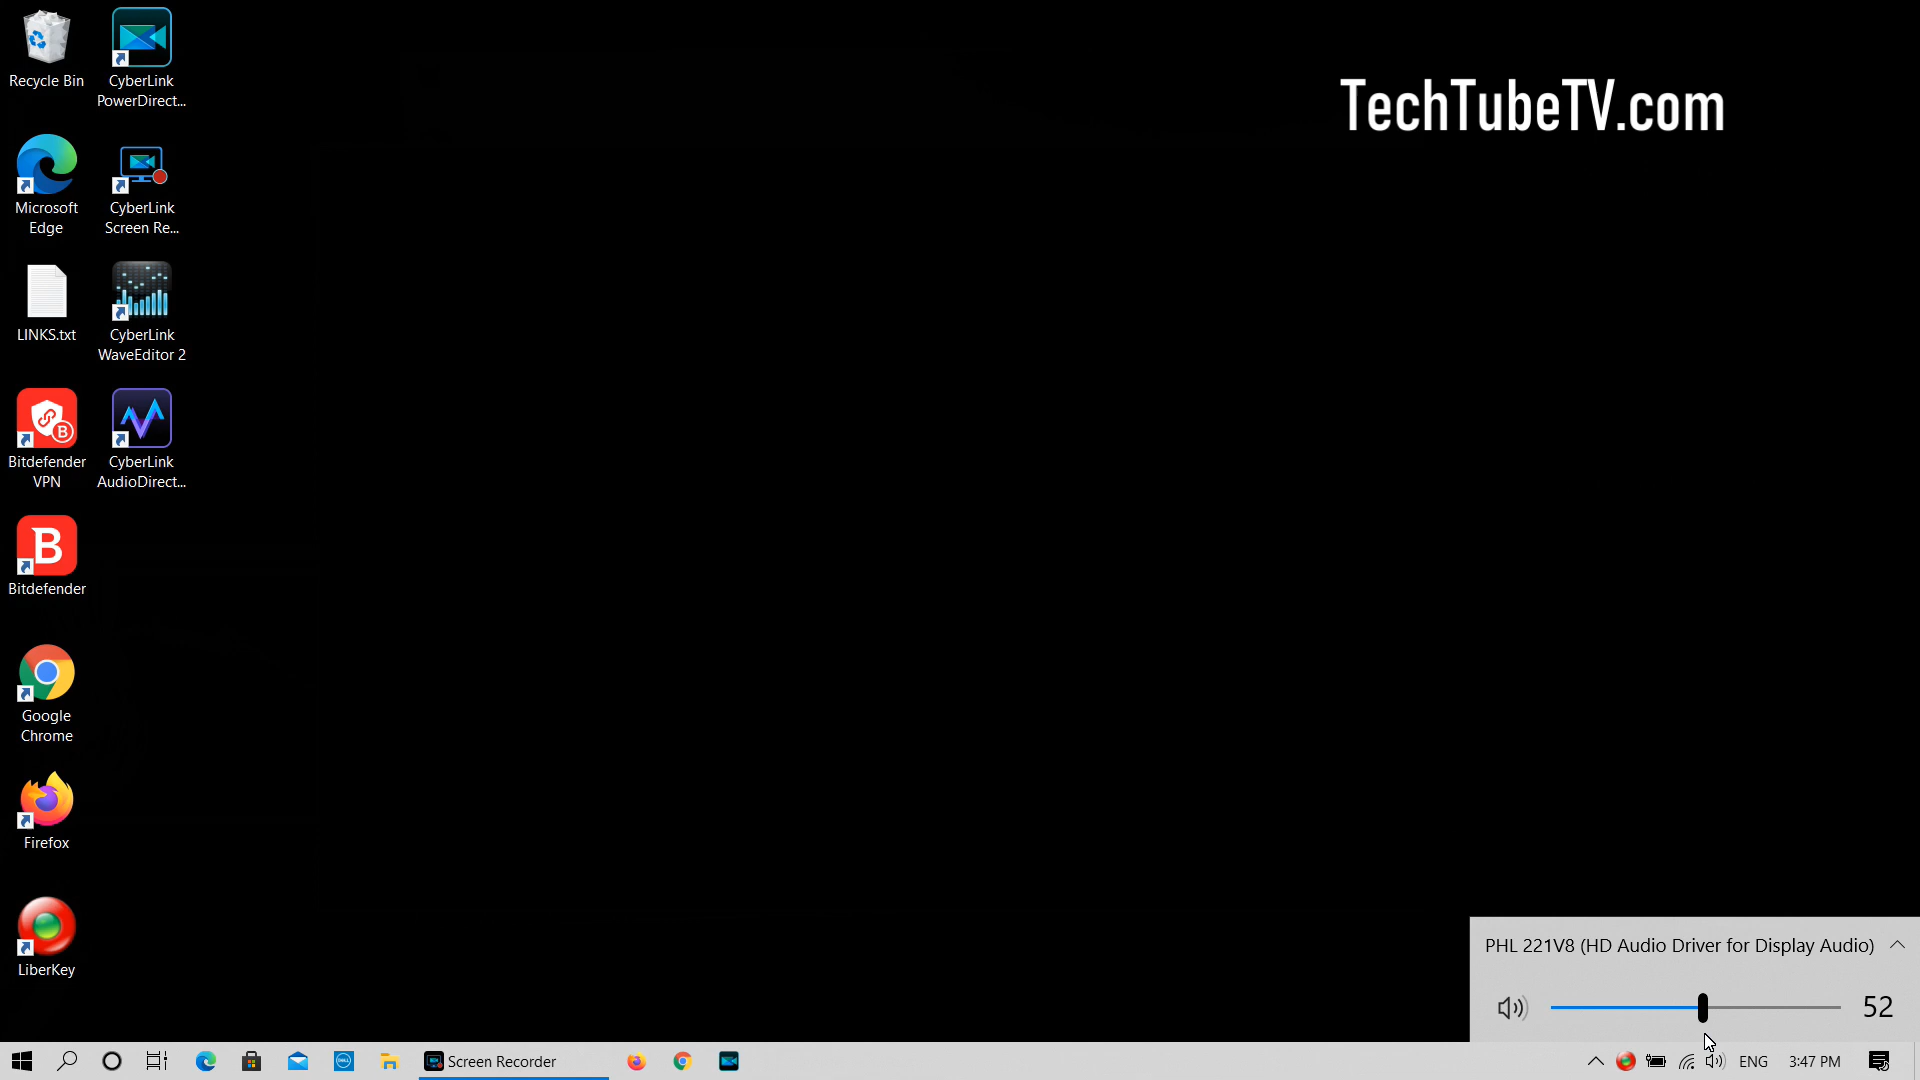 Recycle Bin
CyberLink
PowerDirect...
TechTubeTV.com
Microsoft
Edge
CyberLink
Screen Re...
LINKS.txt
CyberLink
WaveEditor 2
Bitdefender
VPN
CyberLink
AudioDirect...
Bitdefender
Google
Chrome
Firefox
LiberKey
PHL 221V8 (HD Audio Driver for Display Audio)
52
Screen Recorder
ENG
3:47 PM